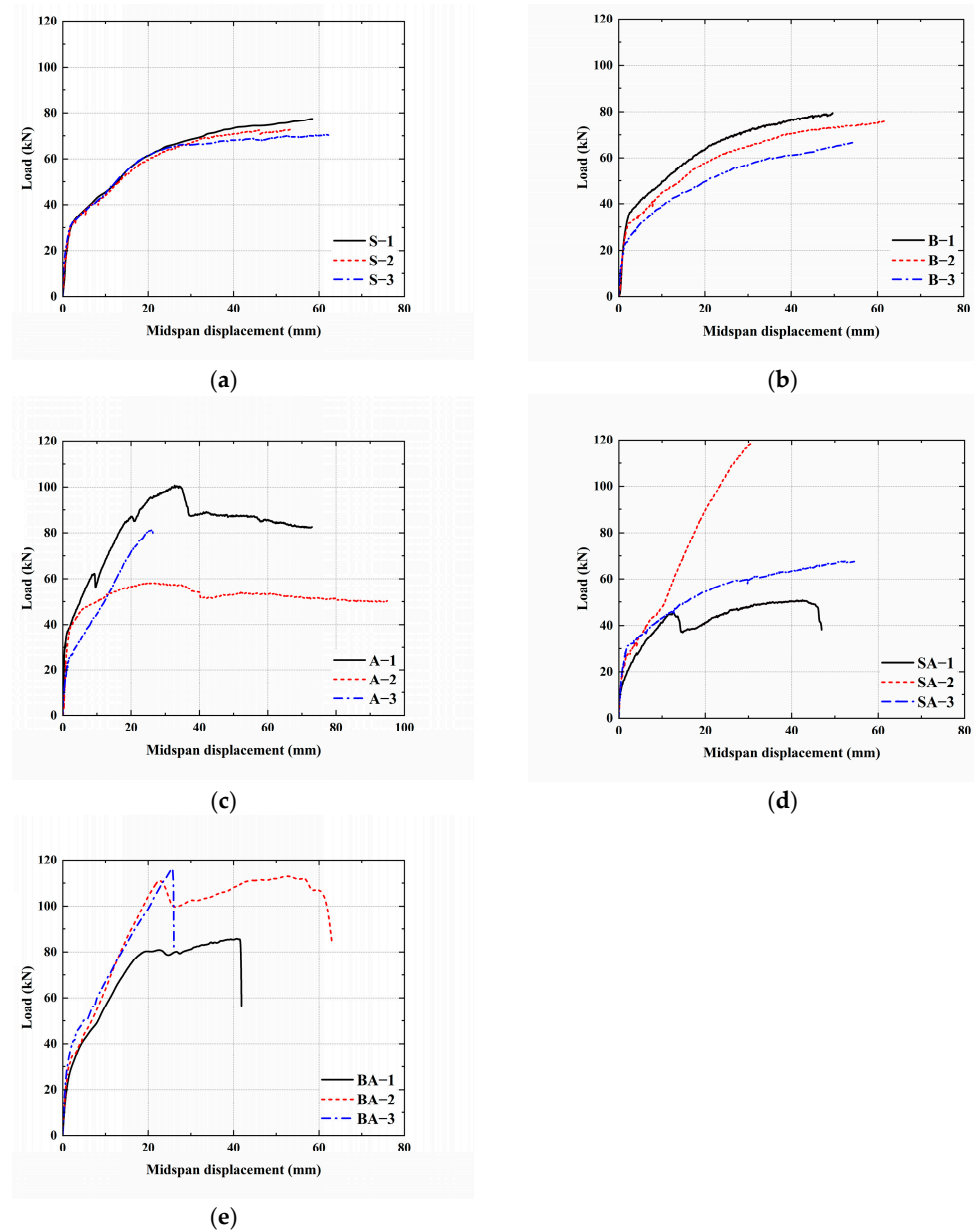 120
100
80
60
40
20
0
Load (kN)
S−1
S−2
S−3
0 20 40 60 80
Midspan displacement (mm)
(a)
120
100
80
60
40
20
0
Load (kN)
B−1
B−2
B−3
0 20 40 60 80
Midspan displacement (mm)
(b)
120
100
80
60
40
20
0
Load (kN)
A−1
A−2
A−3
0 20 40 60 80 100
Midspan displacement (mm)
(c)
120
100
80
60
40
20
0
Load (kN)
SA−1
SA−2
SA−3
0 20 40 60 80
Midspan displacement (mm)
(d)
120
100
80
60
40
20
0
Load (kN)
BA−1
BA−2
BA−3
0 20 40 60 80
Midspan displacement (mm)
(e)